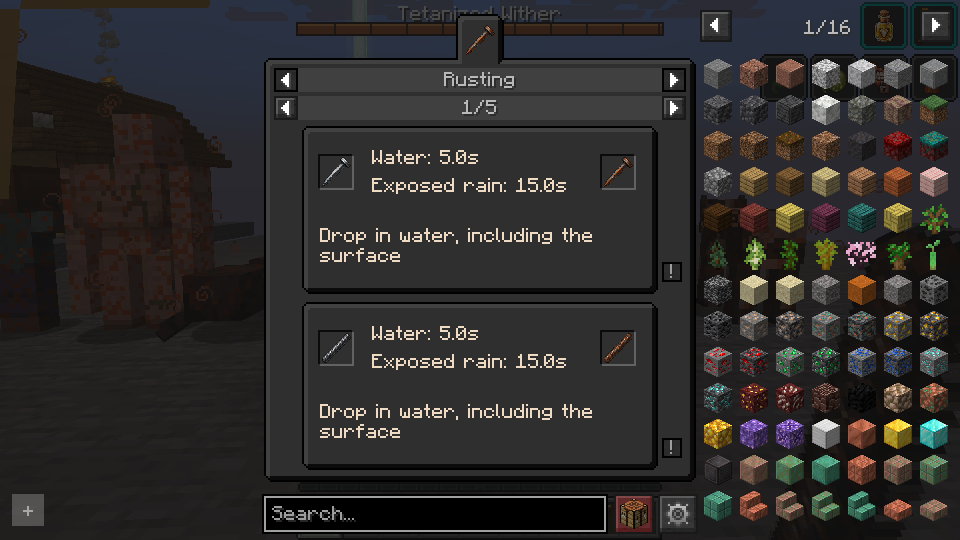 Tetanized Wither
1/16
Rusting
1/5
Water: 5.0s
Exposed rain: 15.0s
Drop in water, including the
surface
!
Water: 5.0s
Exposed rain: 15.0s
Drop in water, including the
surface
!
+
Search...